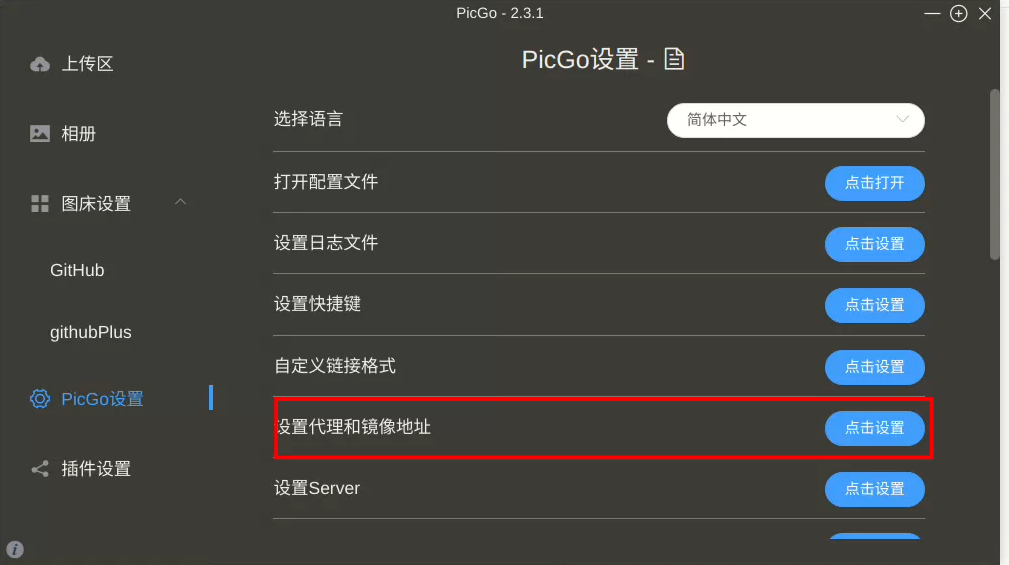 PicGo - 2.3.1
上传区
相册
图床设置
GitHub
githubPlus
PicGo设置
插件设置
PicGo设置 -
选择语言 简体中文
打开配置文件 点击打开
设置日志文件 点击设置
设置快捷键 点击设置
自定义链接格式 点击设置
设置代理和镜像地址 点击设置
设置Server 点击设置